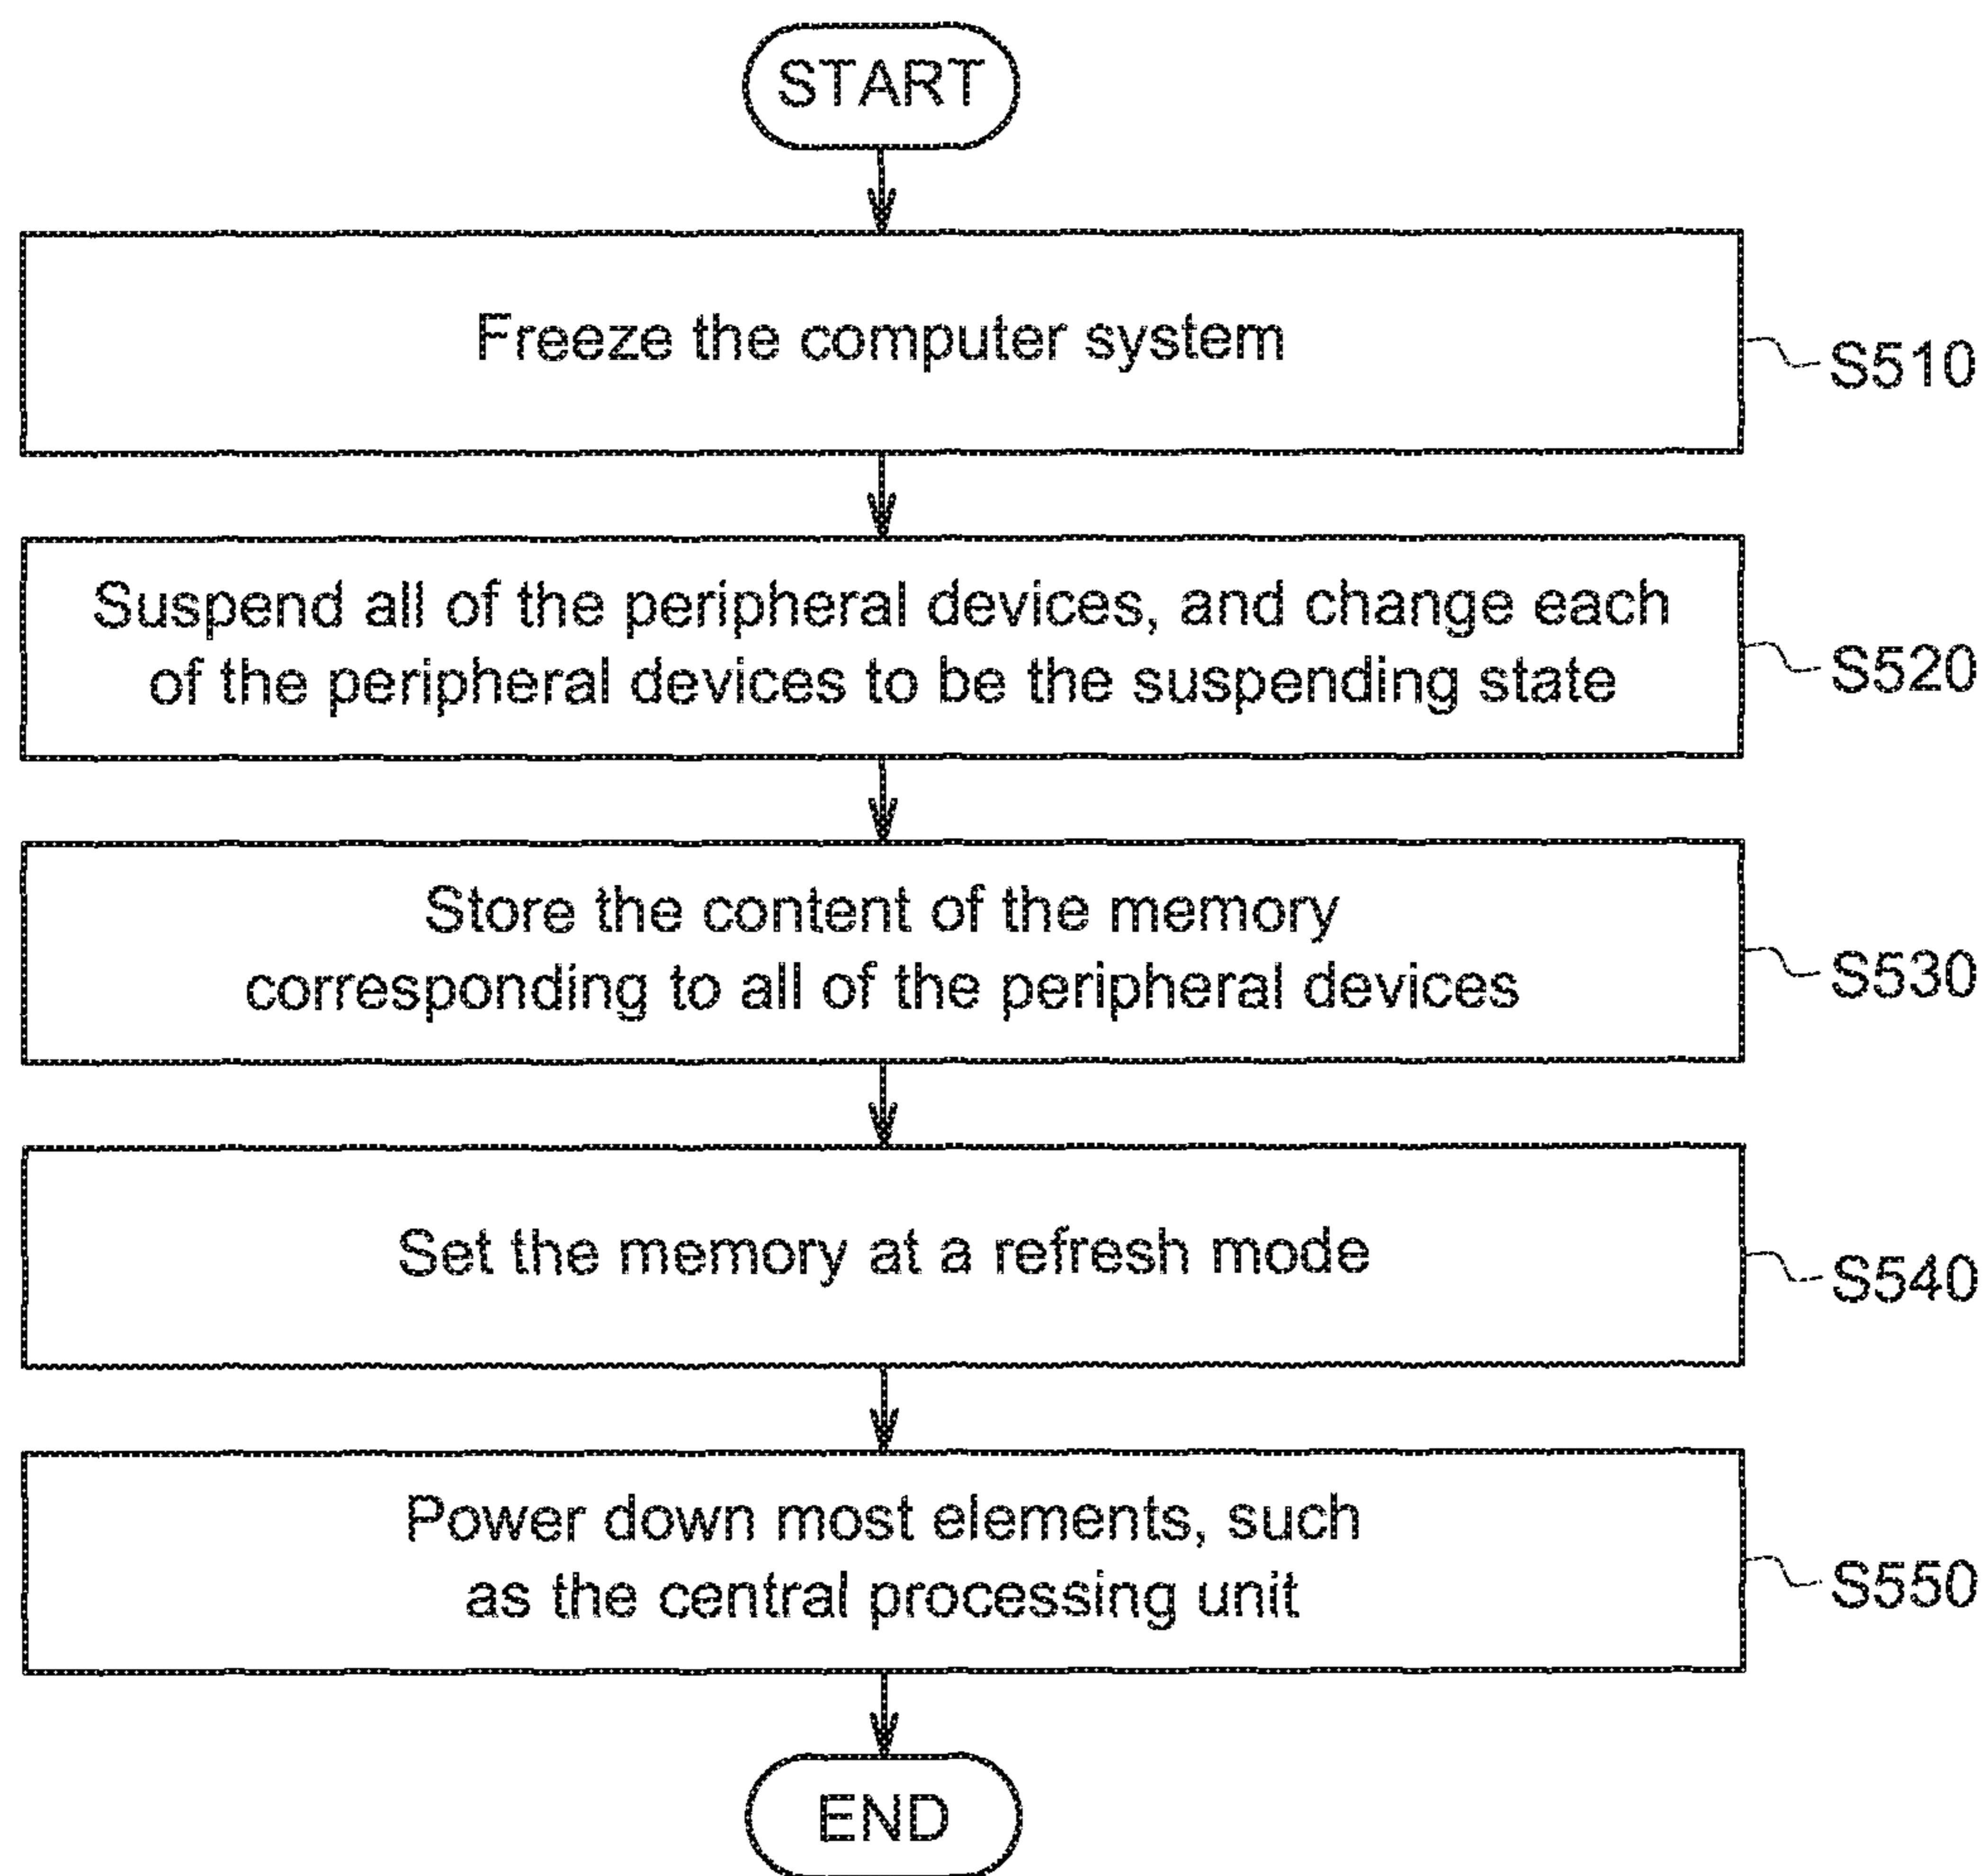 START
Freeze the computer system
S510
Suspend all of the peripheral devices, and change each
of the peripheral devices to be the suspending state
S520
Store the content of the memory
corresponding to all of the peripheral devices
S530
Set the memory at a refresh mode
S540
Power down most elements, such
as the central processing unit
S550
END